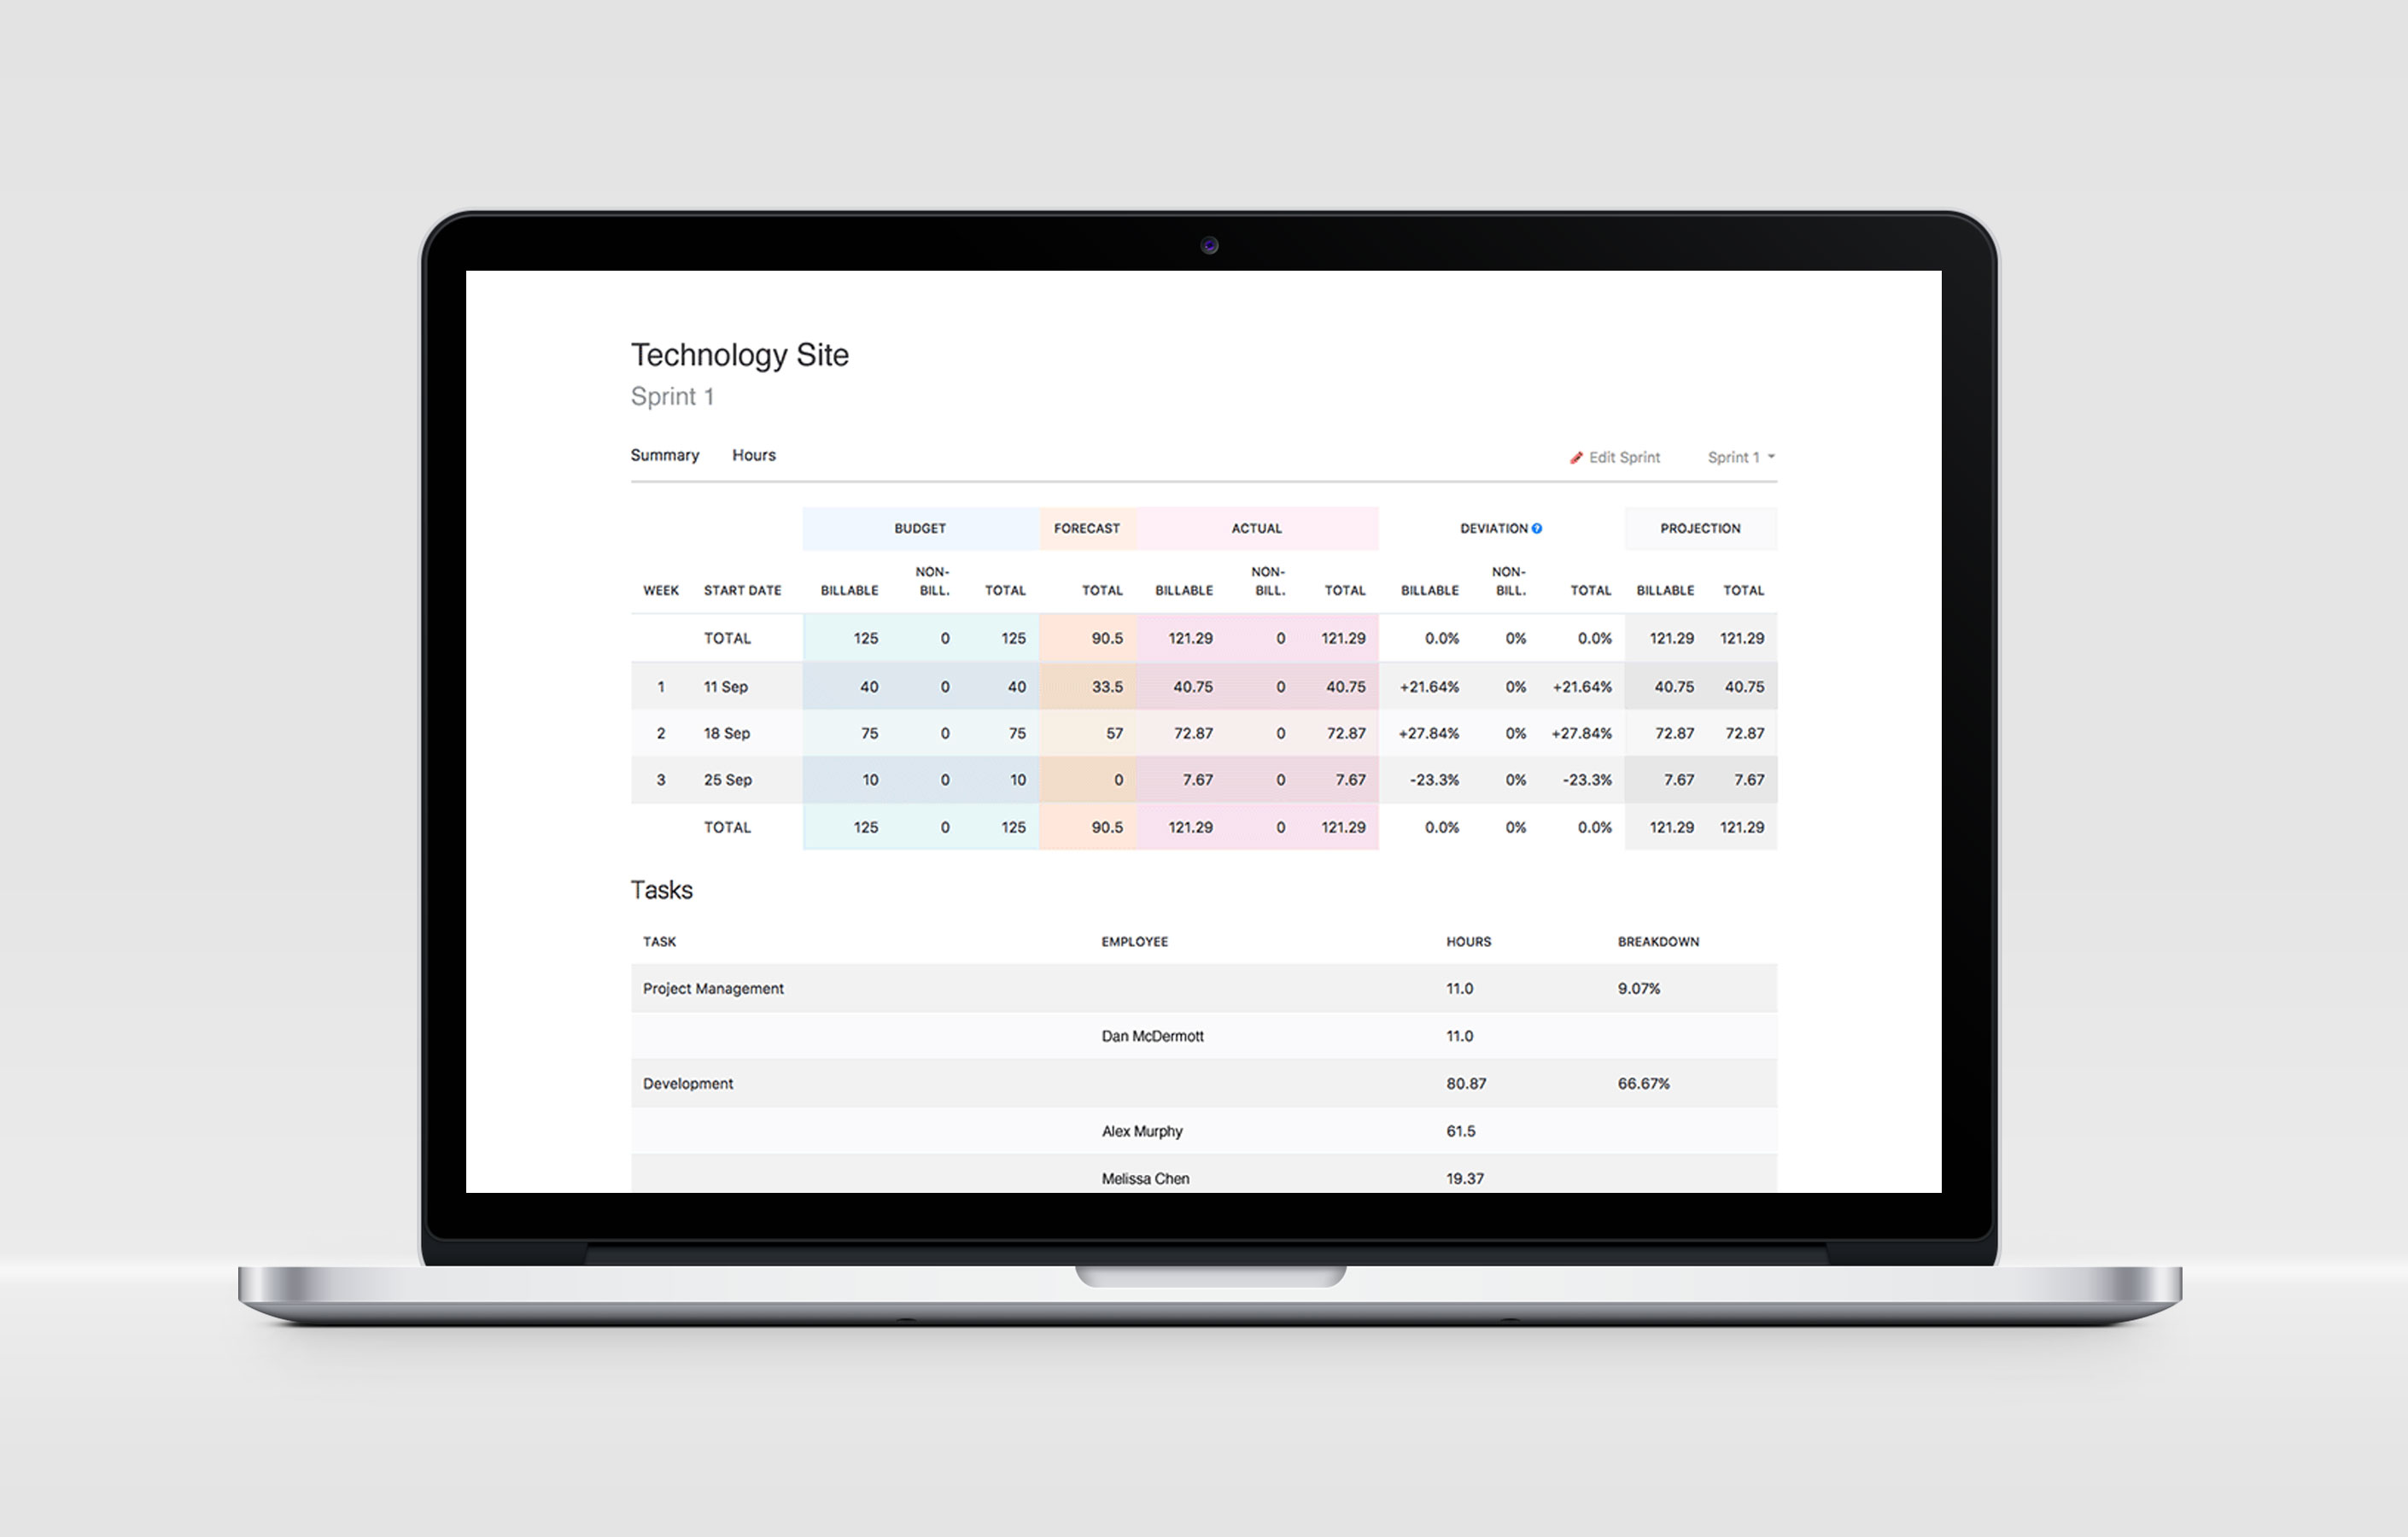 Technology Site
Sprint 1
Summary Hours Edit Sprint Sprint 1
BUDGET FORECAST ACTUAL DEVIATION ? PROJECTION
WEEK START DATE BILLABLE NON-BILL. TOTAL TOTAL BILLABLE NON-BILL. TOTAL BILLABLE NON-BILL. TOTAL BILLABLE TOTAL
TOTAL 125 0 125 90.5 121.29 0 121.29 0.0% 0% 0.0% 121.29 121.29
1 11 Sep 40 0 40 33.5 40.75 0 40.75 +21.64% 0% +21.64% 40.75 40.75
2 18 Sep 75 0 75 57 72.87 0 72.87 +27.84% 0% +27.84% 72.87 72.87
3 25 Sep 10 0 10 0 7.67 0 7.67 -23.3% 0% -23.3% 7.67 7.67
TOTAL 125 0 125 90.5 121.29 0 121.29 0.0% 0% 0.0% 121.29 121.29
Tasks
TASK EMPLOYEE HOURS BREAKDOWN
Project Management 11.0 9.07%
Dan McDermott 11.0
Development 80.87 66.67%
Alex Murphy 61.5
Melissa Chen 19.37